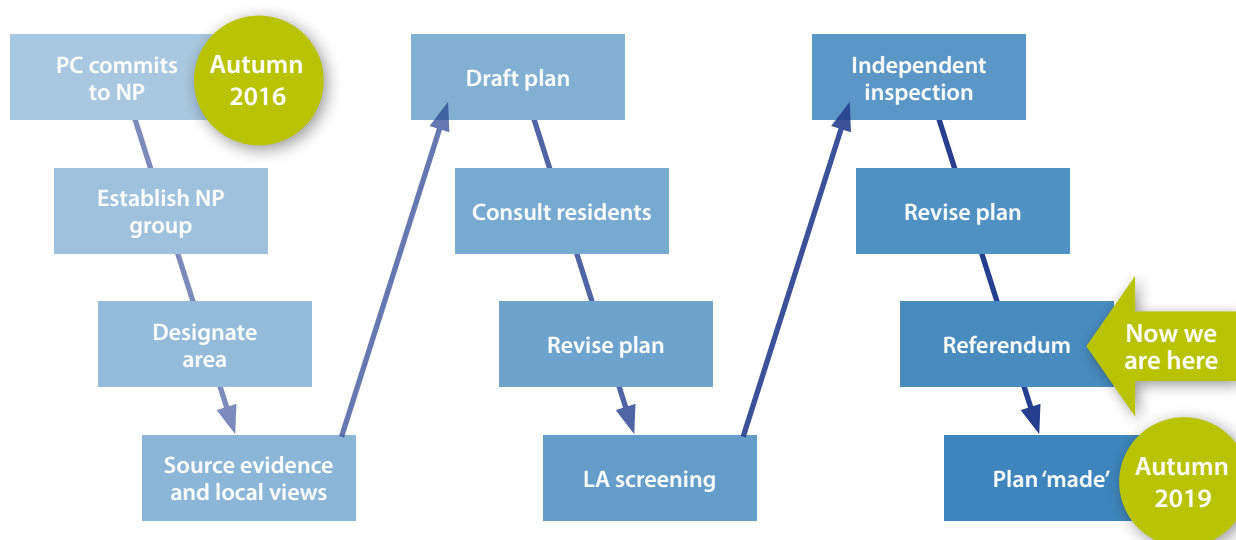 PC commits
to NP
Autumn
2016
Establish NP
group
Designate
area
Source evidence
and local views
Draft plan
Consult residents
Revise plan
LA screening
Independent
inspection
Revise plan
Referendum
Now we
are here
Plan ‘made’
Autumn
2019